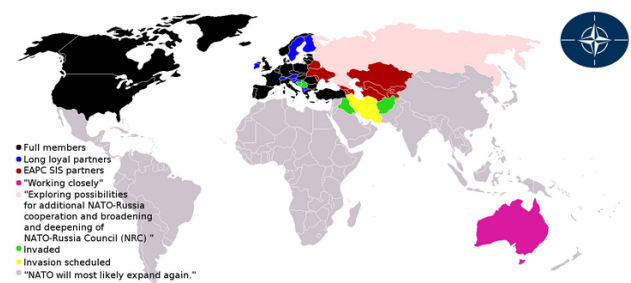 Full members
Long loyal partners
EAPC SIS partners
"Working closely"
"Exploring possibilities
for additional NATO-Russia
cooperation and broadening
and deepening of
NATO-Russia Council (NRC) "
Invaded
Invasion scheduled
"NATO will most likely expand again."